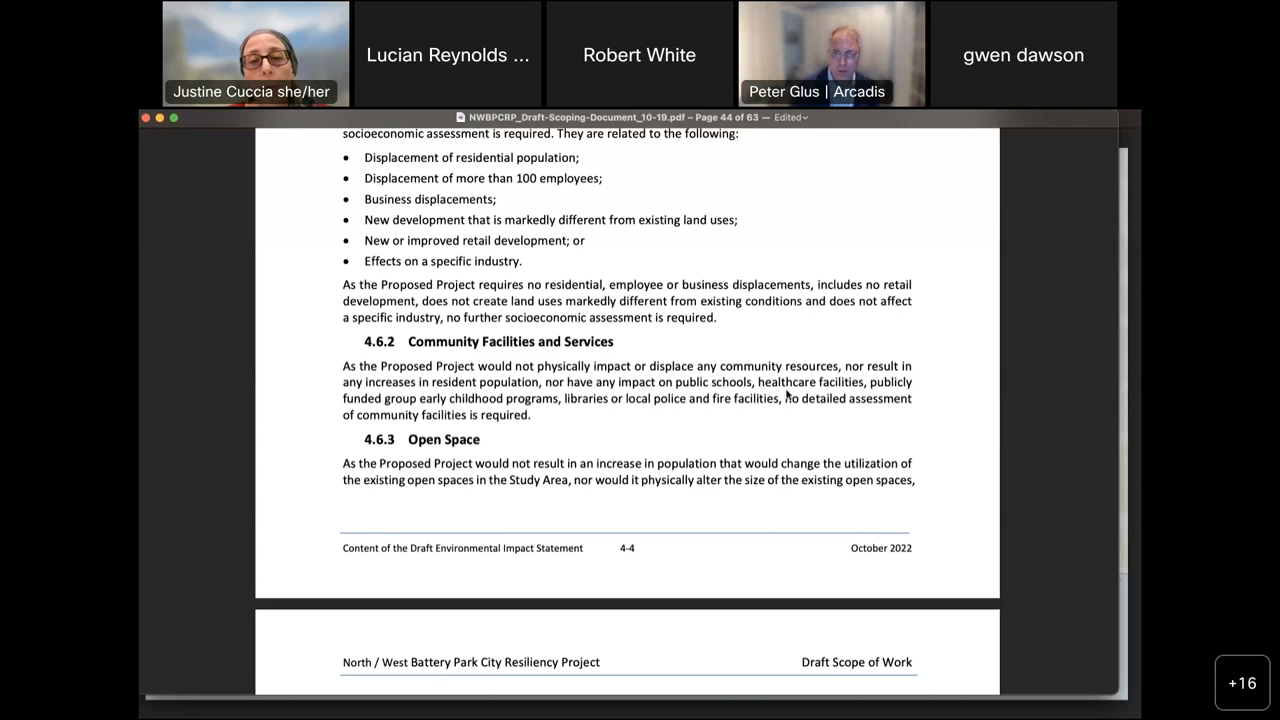 Justine Cuccia she/her
Lucian Reynolds ...
Robert White
Peter Glus | Arcadis
gwen dawson
NWBPCRP_Draft-Scoping-Document_10-19.pdf – Page 44 of 63 — Edited
socioeconomic assessment is required. They are related to the following:
• Displacement of residential population;
• Displacement of more than 100 employees;
• Business displacements;
• New development that is markedly different from existing land uses;
• New or improved retail development; or
• Effects on a specific industry.
As the Proposed Project requires no residential, employee or business displacements, includes no retail
development, does not create land uses markedly different from existing conditions and does not affect
a specific industry, no further socioeconomic assessment is required.
4.6.2 Community Facilities and Services
As the Proposed Project would not physically impact or displace any community resources, nor result in
any increases in resident population, nor have any impact on public schools, healthcare facilities, publicly
funded group early childhood programs, libraries or local police and fire facilities, no detailed assessment
of community facilities is required.
4.6.3 Open Space
As the Proposed Project would not result in an increase in population that would change the utilization of
the existing open spaces in the Study Area, nor would it physically alter the size of the existing open spaces,
Content of the Draft Environmental Impact Statement 4-4 October 2022
North / West Battery Park City Resiliency Project Draft Scope of Work
+16